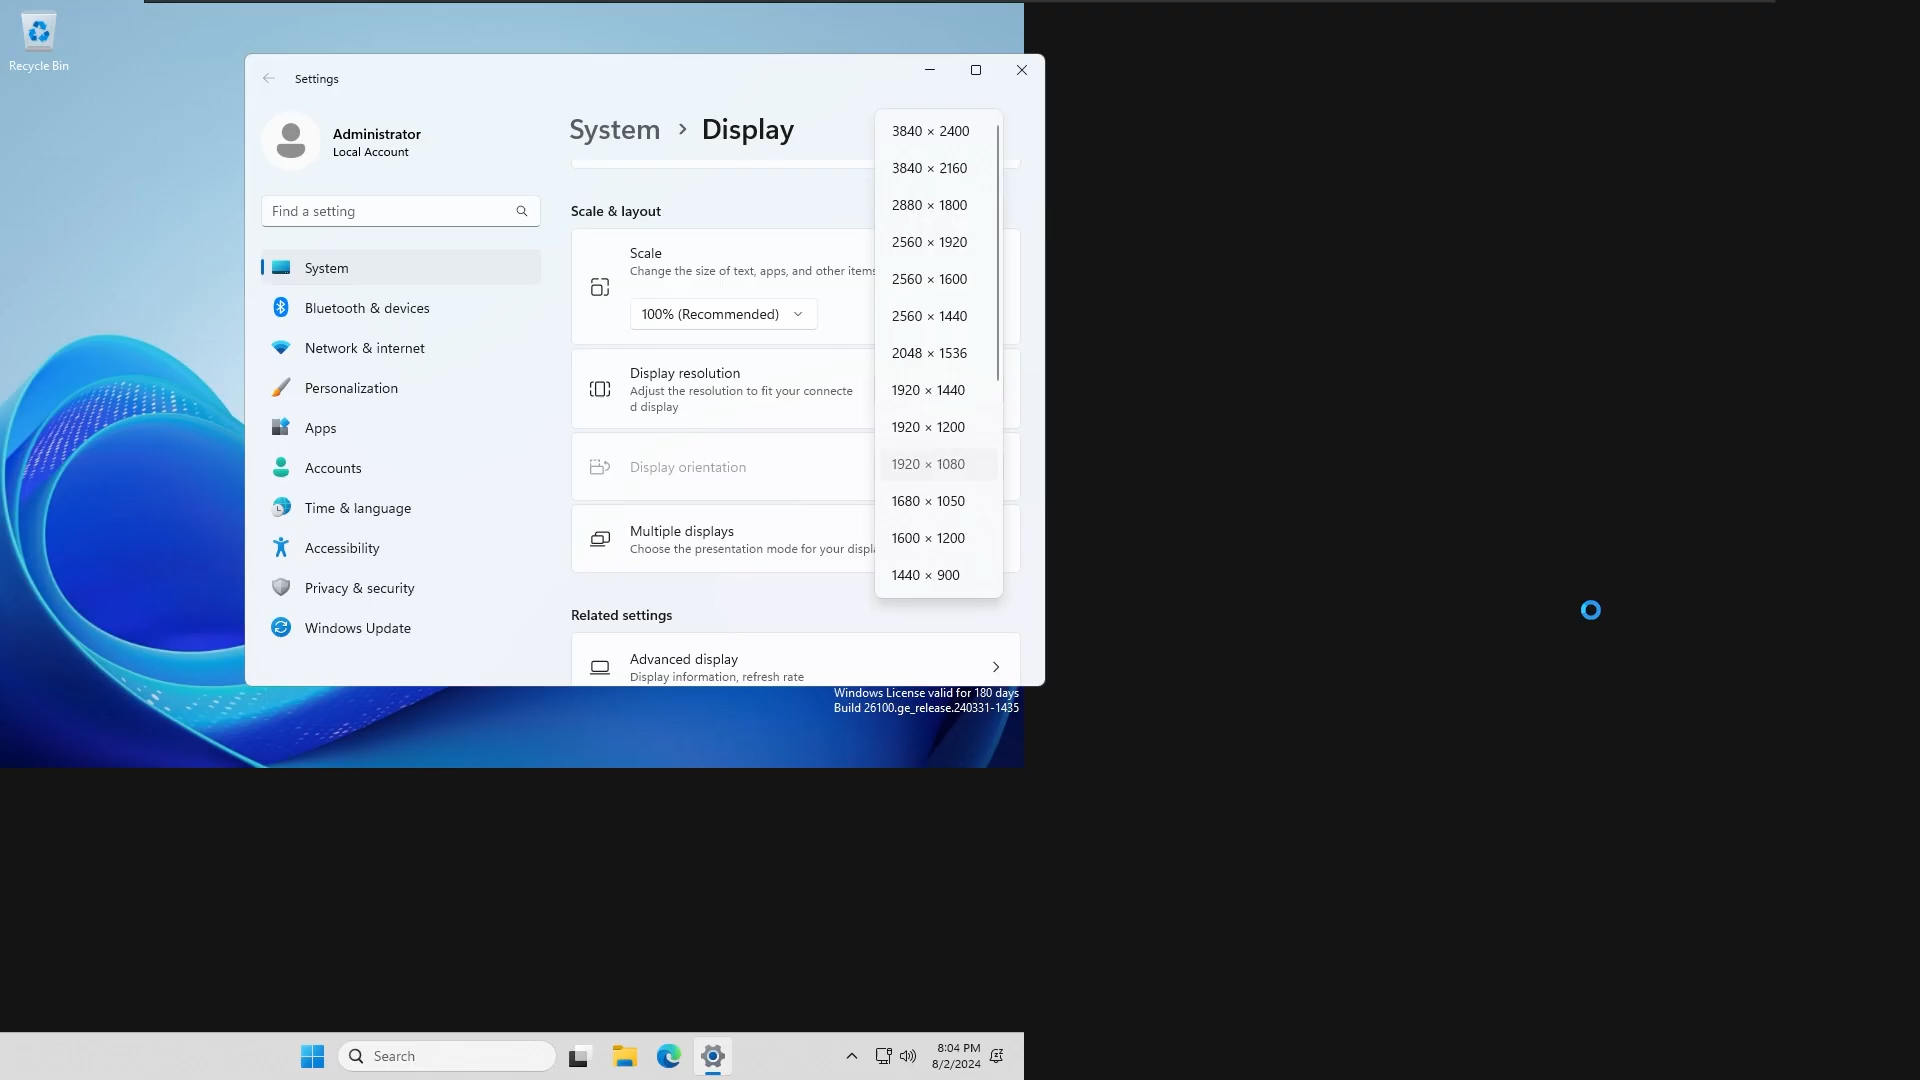 Recycle Bin
Settings
Administrator
Local Account
Find a setting
System
Bluetooth & devices
Network & internet
Personalization
Apps
Accounts
Time & language
Accessibility
Privacy & security
Windows Update
System > Display
Scale & layout
Scale
Change the size of text, apps, and other items
100% (Recommended)
Display resolution
Adjust the resolution to fit your connecte
d display
Display orientation
Multiple displays
Choose the presentation mode for your displ
Related settings
Advanced display
Display information, refresh rate
3840 × 2400
3840 × 2160
2880 × 1800
2560 × 1920
2560 × 1600
2560 × 1440
2048 × 1536
1920 × 1440
1920 × 1200
1920 × 1080
1680 × 1050
1600 × 1200
1440 × 900
Windows License valid for 180 days
Build 26100.ge_release.240331-1435
Search
8:04 PM
8/2/2024